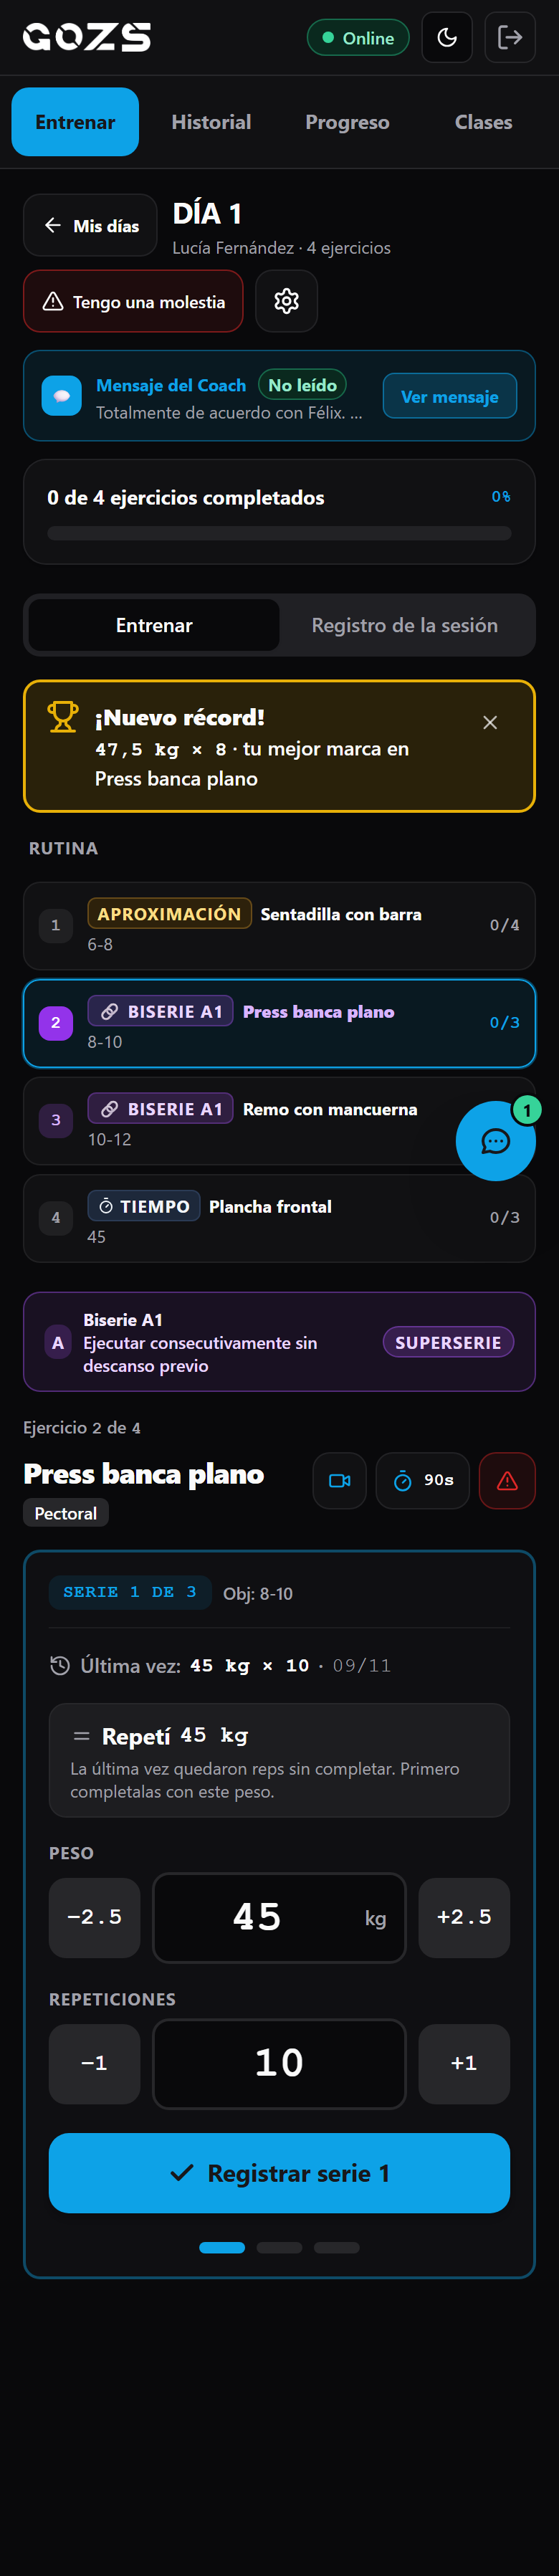 GOZS
Online
Entrenar
Historial
Progreso
Clases
Mis días
DÍA 1
Lucía Fernández · 4 ejercicios
Tengo una molestia
Mensaje del Coach
No leído
Totalmente de acuerdo con Félix. ...
Ver mensaje
0 de 4 ejercicios completados
0%
Entrenar
Registro de la sesión
¡Nuevo récord!
47,5 kg × 8 · tu mejor marca en
Press banca plano
RUTINA
1
APROXIMACIÓN Sentadilla con barra
6-8
0/4
2
BISERIE A1 Press banca plano
8-10
0/3
3
BISERIE A1 Remo con mancuerna
10-12
1
4
TIEMPO Plancha frontal
45
0/3
A
Biserie A1
Ejecutar consecutivamente sin
descanso previo
SUPERSERIE
Ejercicio 2 de 4
Press banca plano
90s
Pectoral
SERIE 1 DE 3
Obj: 8-10
Última vez: 45 kg × 10 · 09/11
= Repetí 45 kg
La última vez quedaron reps sin completar. Primero
completalas con este peso.
PESO
−2.5
45
kg
+2.5
REPETICIONES
−1
10
+1
Registrar serie 1